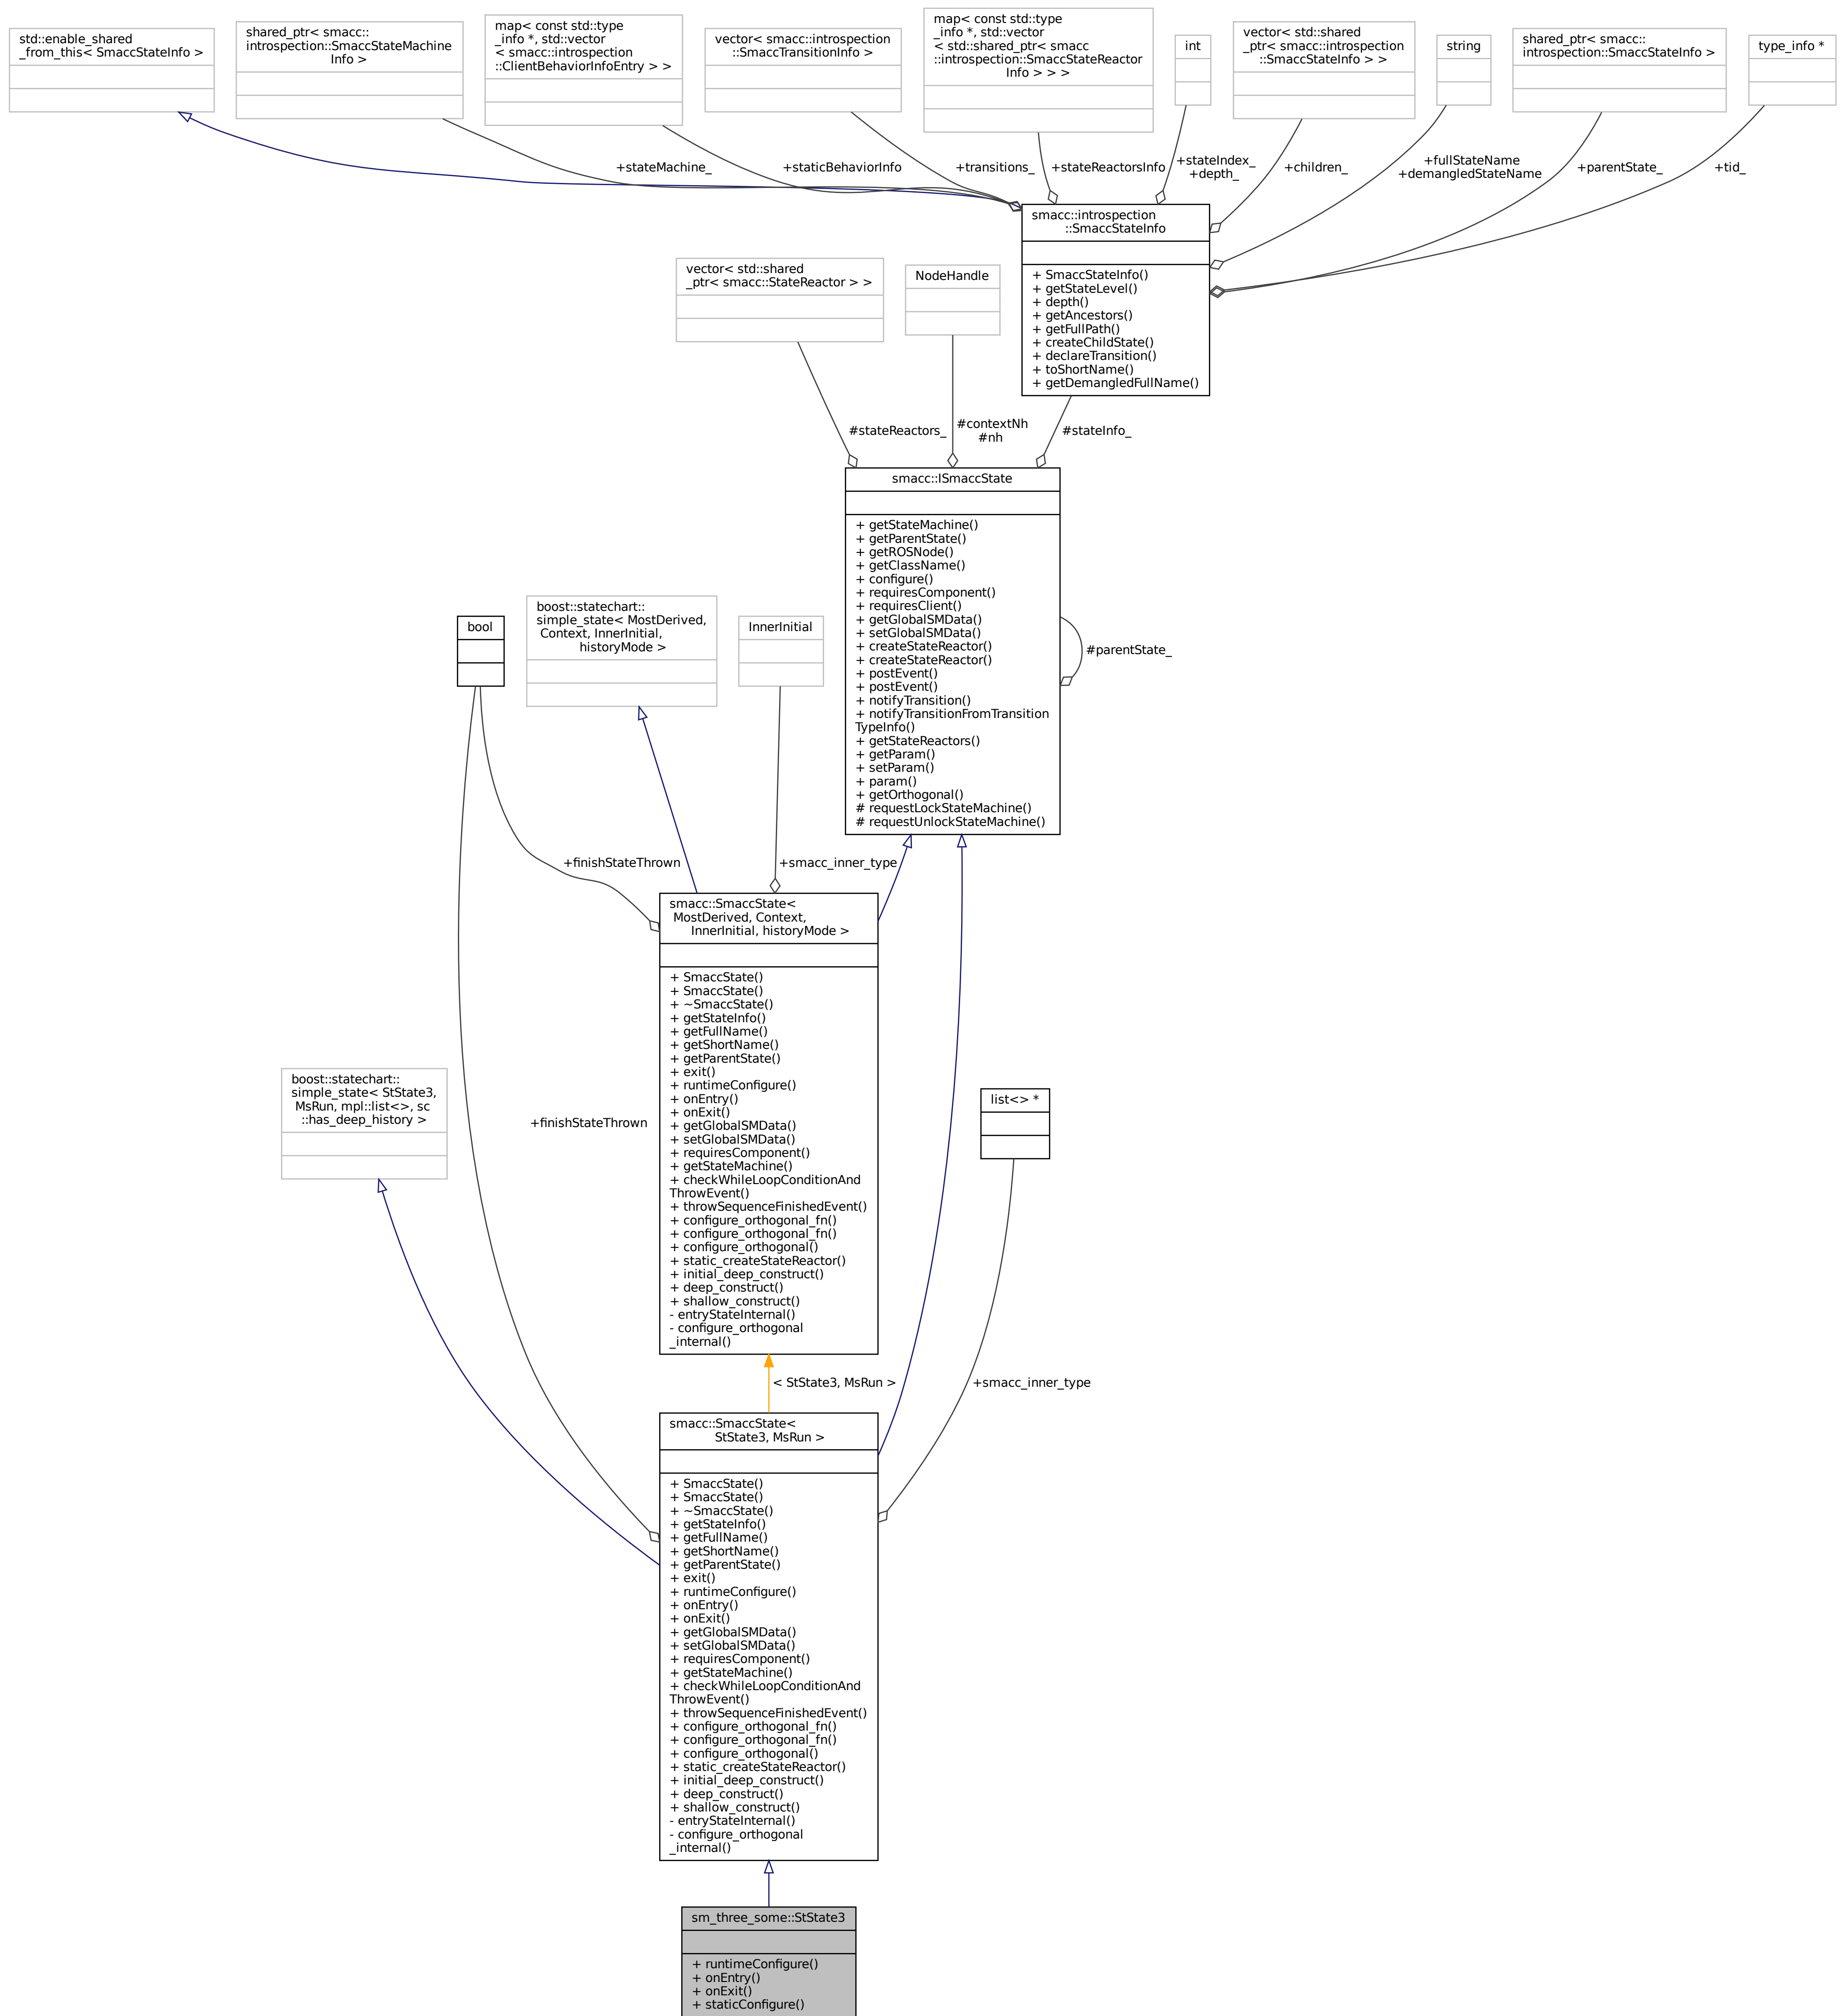 std::enable_shared
_from_this< SmaccStateInfo >
shared_ptr< smacc::
introspection::SmaccStateMachine
Info >
map< const std::type
_info *, std::vector
< smacc::introspection
::ClientBehaviorInfoEntry > >
vector< smacc::introspection
::SmaccTransitionInfo >
map< const std::type
_info *, std::vector
< std::shared_ptr< smacc
::introspection::SmaccStateReactor
Info > > >
int
vector< std::shared
_ptr< smacc::introspection
::SmaccStateInfo > >
string
shared_ptr< smacc::
introspection::SmaccStateInfo >
type_info *
+stateMachine_
+staticBehaviorInfo
+transitions_
+stateReactorsInfo
+stateIndex_
+depth_
+children_
+fullStateName
+demangledStateName
+parentState_
+tid_
smacc::introspection
::SmaccStateInfo
+ SmaccStateInfo()
+ getStateLevel()
+ depth()
+ getAncestors()
+ getFullPath()
+ createChildState()
+ declareTransition()
+ toShortName()
+ getDemangledFullName()
vector< std::shared
_ptr< smacc::StateReactor > >
NodeHandle
#stateReactors_
#contextNh
#nh
#stateInfo_
smacc::ISmaccState
+ getStateMachine()
+ getParentState()
+ getROSNode()
+ getClassName()
+ configure()
+ requiresComponent()
+ requiresClient()
+ getGlobalSMData()
+ setGlobalSMData()
+ createStateReactor()
+ createStateReactor()
+ postEvent()
+ postEvent()
+ notifyTransition()
+ notifyTransitionFromTransition
TypeInfo()
+ getStateReactors()
+ getParam()
+ setParam()
+ param()
+ getOrthogonal()
# requestLockStateMachine()
# requestUnlockStateMachine()
#parentState_
bool
boost::statechart::
simple_state< MostDerived,
Context, InnerInitial,
historyMode >
InnerInitial
+finishStateThrown
+smacc_inner_type
smacc::SmaccState<
MostDerived, Context,
InnerInitial, historyMode >
+ SmaccState()
+ SmaccState()
+ ~SmaccState()
+ getStateInfo()
+ getFullName()
+ getShortName()
+ getParentState()
+ exit()
+ runtimeConfigure()
+ onEntry()
+ onExit()
+ getGlobalSMData()
+ setGlobalSMData()
+ requiresComponent()
+ getStateMachine()
+ checkWhileLoopConditionAnd
ThrowEvent()
+ throwSequenceFinishedEvent()
+ configure_orthogonal_fn()
+ configure_orthogonal_fn()
+ configure_orthogonal()
+ static_createStateReactor()
+ initial_deep_construct()
+ deep_construct()
+ shallow_construct()
- entryStateInternal()
- configure_orthogonal
_internal()
boost::statechart::
simple_state< StState3,
MsRun, mpl::list<>, sc
::has_deep_history >
+finishStateThrown
list<> *
< StState3, MsRun >
+smacc_inner_type
smacc::SmaccState<
StState3, MsRun >
+ SmaccState()
+ SmaccState()
+ ~SmaccState()
+ getStateInfo()
+ getFullName()
+ getShortName()
+ getParentState()
+ exit()
+ runtimeConfigure()
+ onEntry()
+ onExit()
+ getGlobalSMData()
+ setGlobalSMData()
+ requiresComponent()
+ getStateMachine()
+ checkWhileLoopConditionAnd
ThrowEvent()
+ throwSequenceFinishedEvent()
+ configure_orthogonal_fn()
+ configure_orthogonal_fn()
+ configure_orthogonal()
+ static_createStateReactor()
+ initial_deep_construct()
+ deep_construct()
+ shallow_construct()
- entryStateInternal()
- configure_orthogonal
_internal()
sm_three_some::StState3
+ runtimeConfigure()
+ onEntry()
+ onExit()
+ staticConfigure()